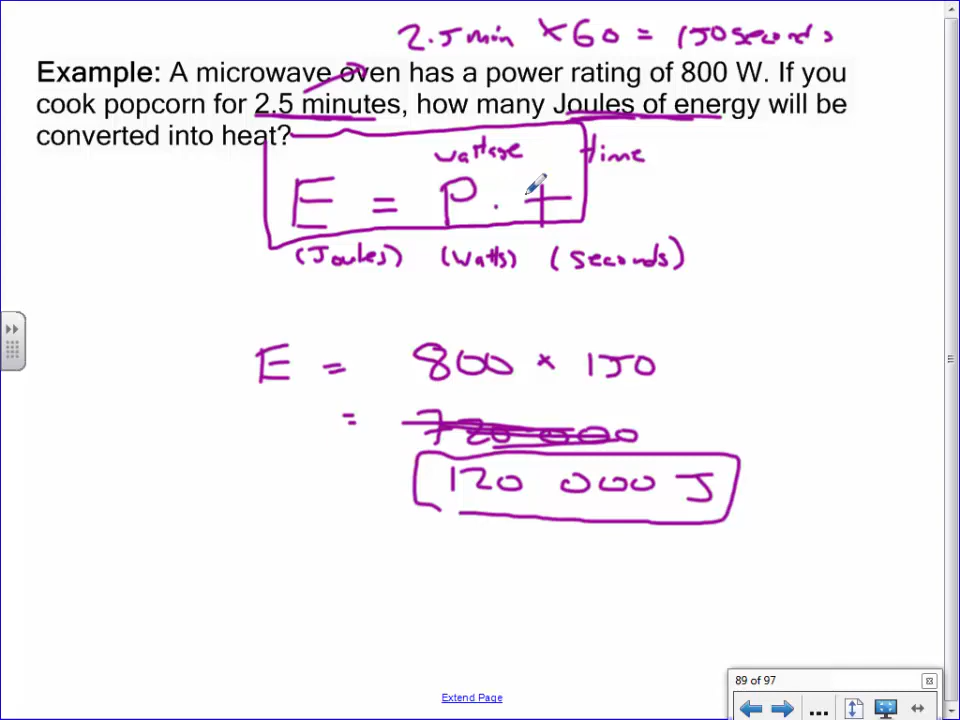 2.5 min × 60 = 150 seconds
Example: A microwave oven has a power rating of 800 W. If you
cook popcorn for 2.5 minutes, how many Joules of energy will be
converted into heat?
wattage time
E = P · t
(Joules) (Watts) (seconds)
E = 800 × 150
= 720 000
120 000 J
Extend Page
89 of 97
...